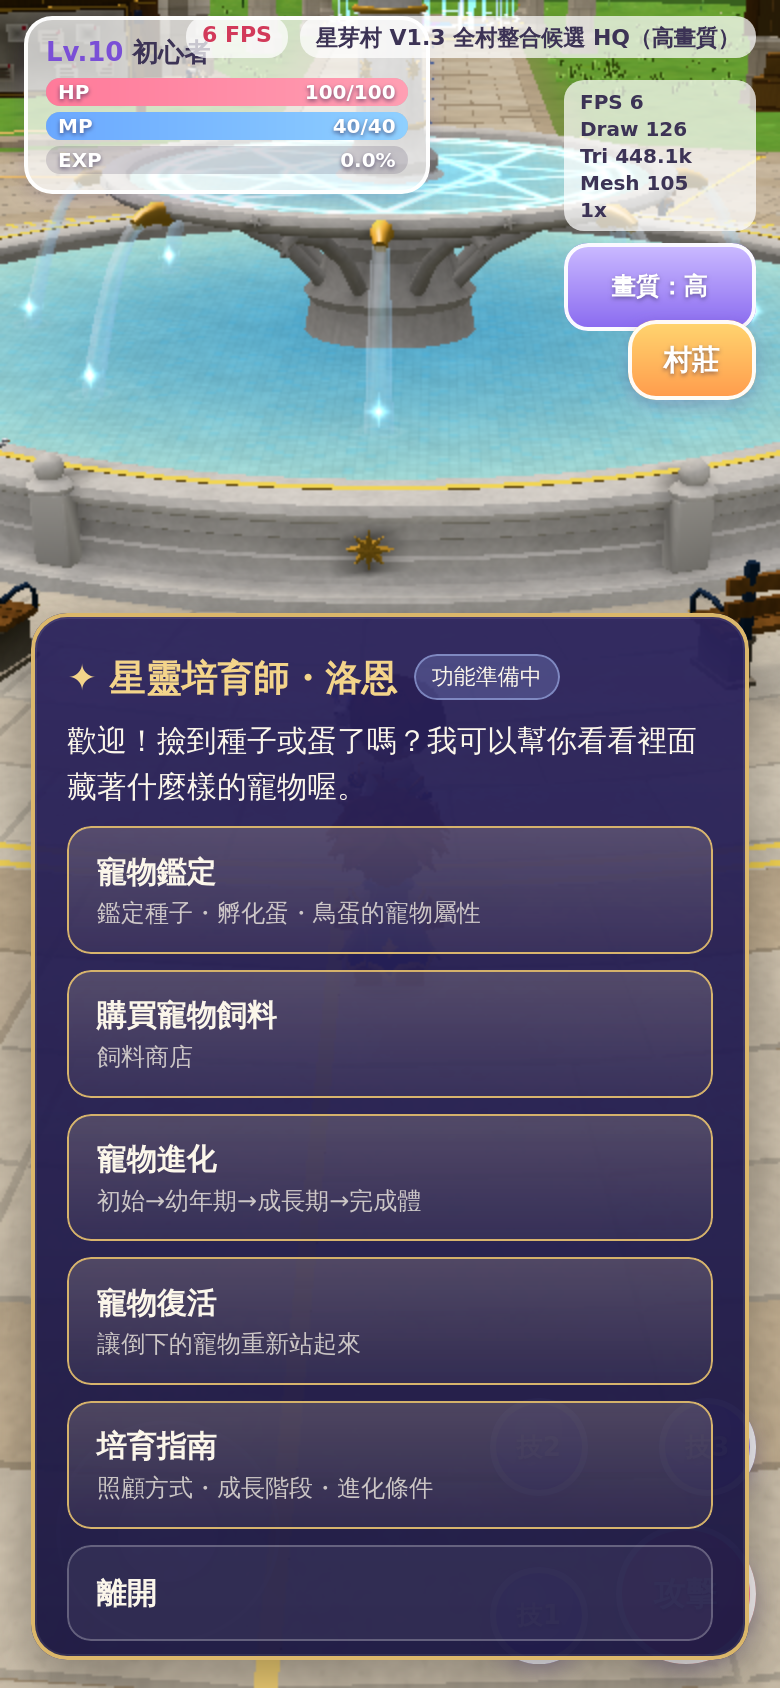 Lv.10 初心者
6 FPS
星芽村 V1.3 全村整合候選 HQ（高畫質）
HP 100/100
MP 40/40
EXP 0.0%
FPS 6
Draw 126
Tri 448.1k
Mesh 105
1x
畫質：高
村莊
✦ 星靈培育師・洛恩
功能準備中
歡迎！撿到種子或蛋了嗎？我可以幫你看看裡面
藏著什麼樣的寵物喔。
寵物鑑定
鑑定種子・孵化蛋・鳥蛋的寵物屬性
購買寵物飼料
飼料商店
寵物進化
初始→幼年期→成長期→完成體
寵物復活
讓倒下的寵物重新站起來
培育指南
照顧方式・成長階段・進化條件
技2
技3
離開
技1
攻擊